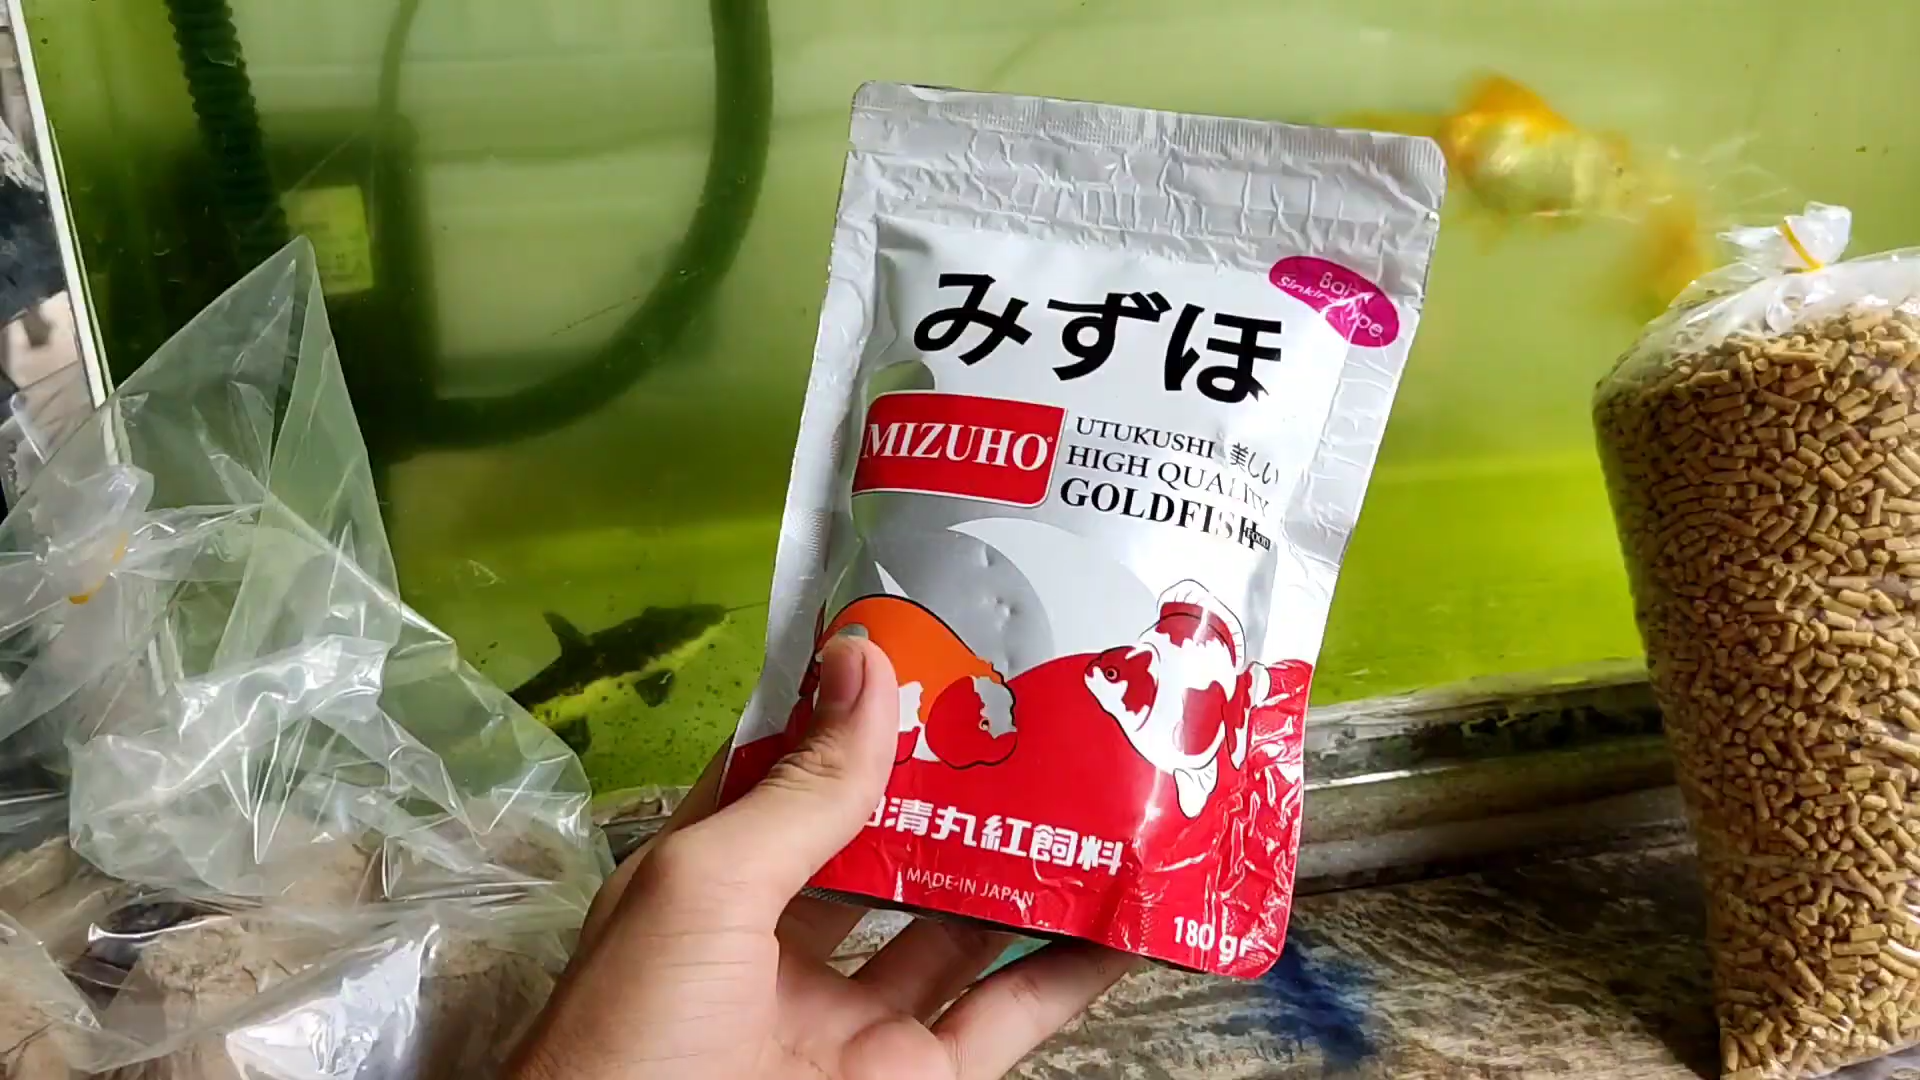 Baby
Sinking Type
みずほ
MIZUHO
UTUKUSHI 美しい
HIGH QUALITY
GOLDFISH
FOOD
清丸紅飼料
MADE IN JAPAN
180 gr